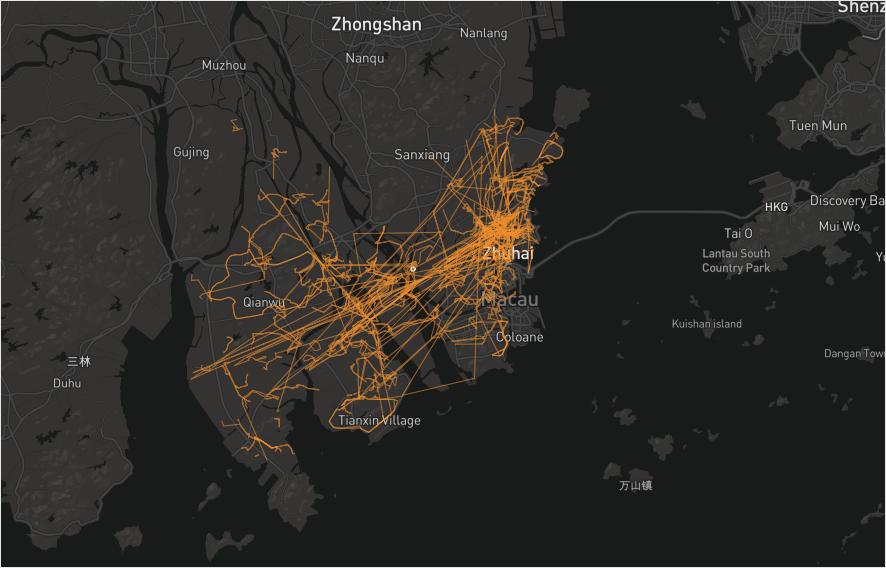 Shenz
Zhongshan
Nanlang
Nanqu
Muzhou
Tuen Mun
Gujing
Sanxiang
HKG
Discovery Ba
Mui Wo
Tai O
Zhuhai
Lantau South
Country Park
Yu
Qianwu
Macau
Kuishan island
Coloane
三林
Dangan Town
Duhu
Tianxin Village
万山镇